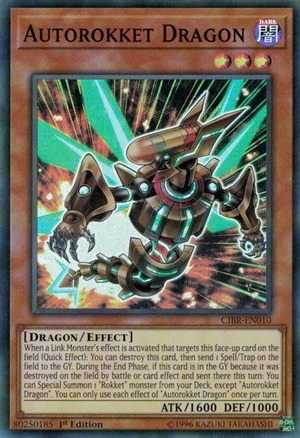 AUTOROKKET DRAGON
DARK
闇
CIBR-EN010
[DRAGON/EFFECT]
When a Link Monster's effect is activated that targets this face-up card on the
field (Quick Effect): You can destroy this card, then send 1 Spell/Trap on the
field to the GY. During the End Phase, if this card is in the GY because it was
destroyed on the field by battle or card effect and sent there this turn: You can
Special Summon 1 "Rokket" monster from your Deck, except "Autorokket
Dragon". You can only use each effect of "Autorokket Dragon" once per turn.
ATK/1600 DEF/1000
80250185 1st Edition ©1996 KAZUKI TAKAHASHI